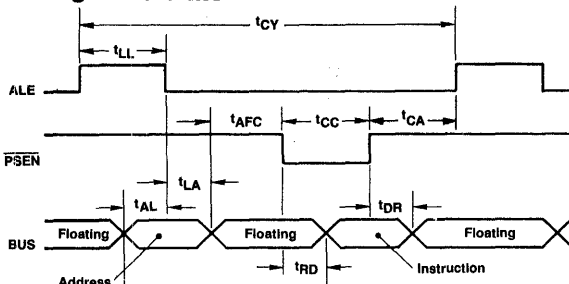 tCY
tLL
ALE
tAFC
tCC
tCA
PSEN
tLA
tAL
tDR
BUS
Floating
Floating
Floating
tRD
Address
Instruction